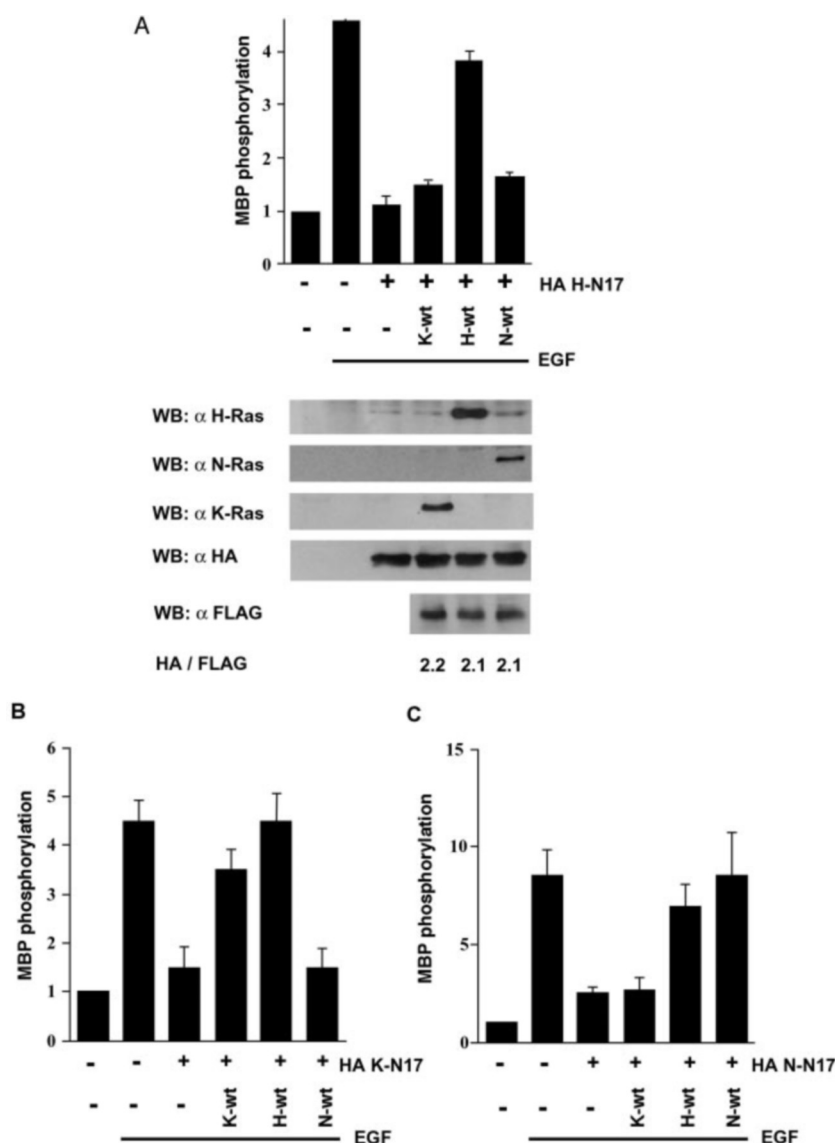 A
MBP phosphorylation
4
3
2
1
0
- - + + + + HA H-N17
- - - K-wt H-wt N-wt
EGF
WB: α H-Ras
WB: α N-Ras
WB: α K-Ras
WB: α HA
WB: α FLAG
HA / FLAG 2.2 2.1 2.1
B
MBP phosphorylation
6
5
4
3
2
1
0
- - + + + + HA K-N17
- - - K-wt H-wt N-wt
EGF
C
MBP phosphorylation
15
10
5
0
- - + + + + HA N-N17
- - - K-wt H-wt N-wt
EGF